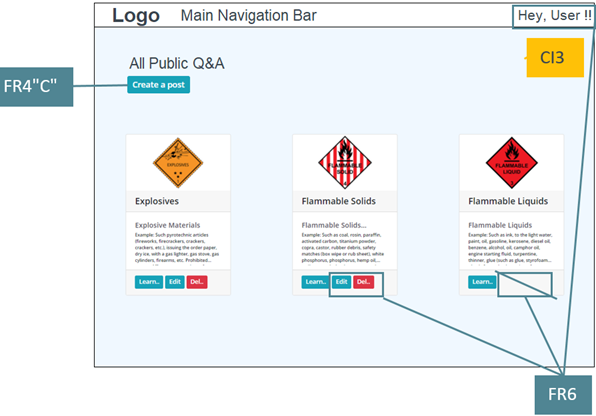 Logo Main Navigation Bar Hey, User !!
CI3
All Public Q&A
FR4"C"
Create a post
EXPLOSIVES
FLAMMABLE SOLID
FLAMMABLE LIQUID
Explosives
Explosive Materials
Example: Such pyrotechnic articles
(fireworks, firecrackers, crackers,
crackers, etc.), issuing the order paper,
dry ice, with a gas lighter, gas stove, gas
cylinders, firearms, etc. Prohibited...
Learn..
Edit
Del..
Flammable Solids
Flammable Solids...
Example: Such as coal, rosin, paraffin,
activated carbon, titanium powder,
copra, castor, rubber debris, safety
matches (box wipe or rub sheet), white
phosphorus, phosphorus, hemp oil,...
Learn..
Edit
Del..
Flammable Liquids
Flammable Liquids
Example: Such as ink, to the light water,
paint, oil, gasoline, kerosene, diesel oil,
benzene, alcohol, oil, camphor oil,
engine starting fluid, turpentine,
thinner, glue (such as glue, styrofoam...
Learn..
FR6